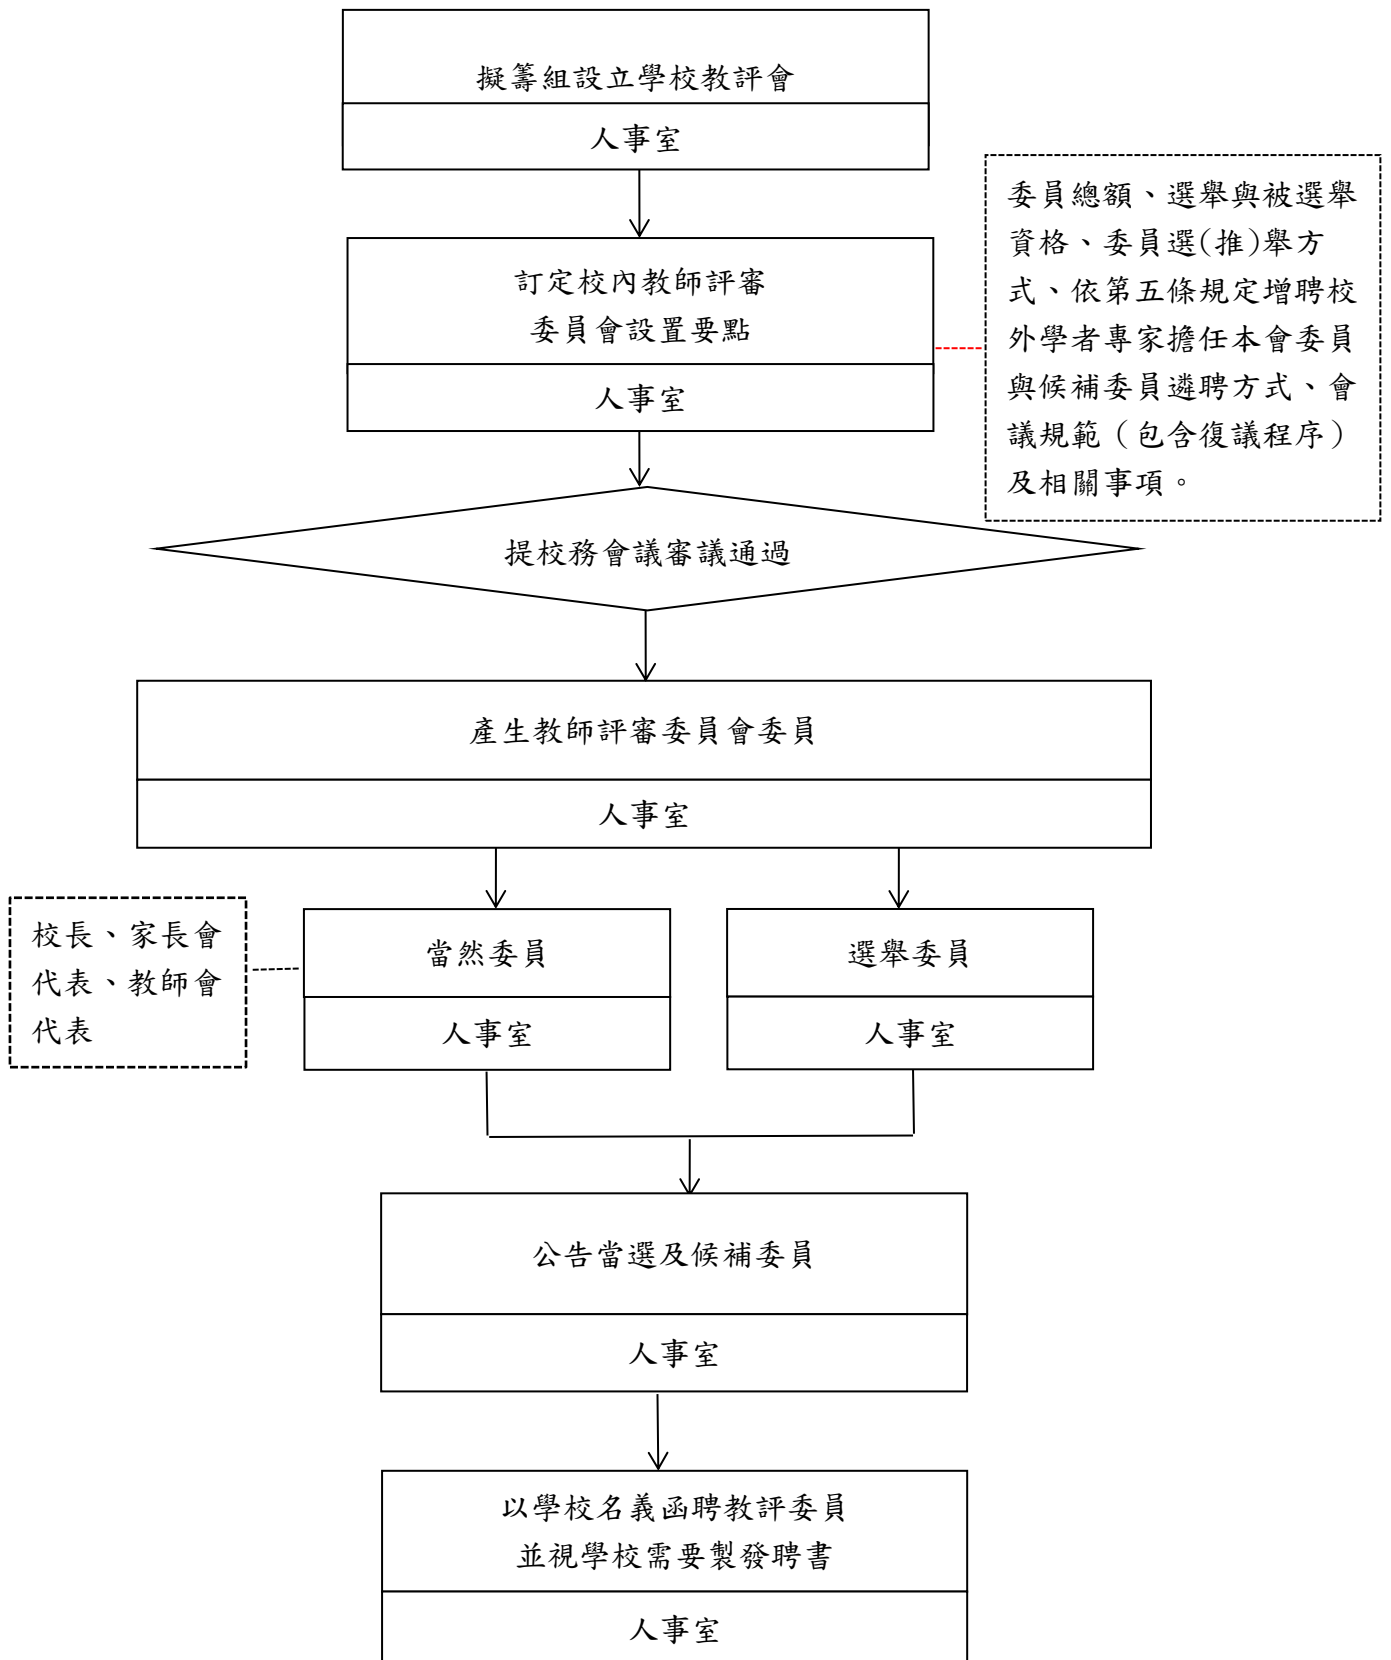 擬籌組設立學校教評會
人事室
訂定校內教師評審
委員會設置要點
人事室
委員總額、選舉與被選舉
資格、委員選(推)舉方
式、依第五條規定增聘校
外學者專家擔任本會委員
與候補委員遴聘方式、會
議規範（包含復議程序）
及相關事項。
提校務會議審議通過
產生教師評審委員會委員
人事室
校長、家長會
代表、教師會
代表
當然委員
人事室
選舉委員
人事室
公告當選及候補委員
人事室
以學校名義函聘教評委員
並視學校需要製發聘書
人事室